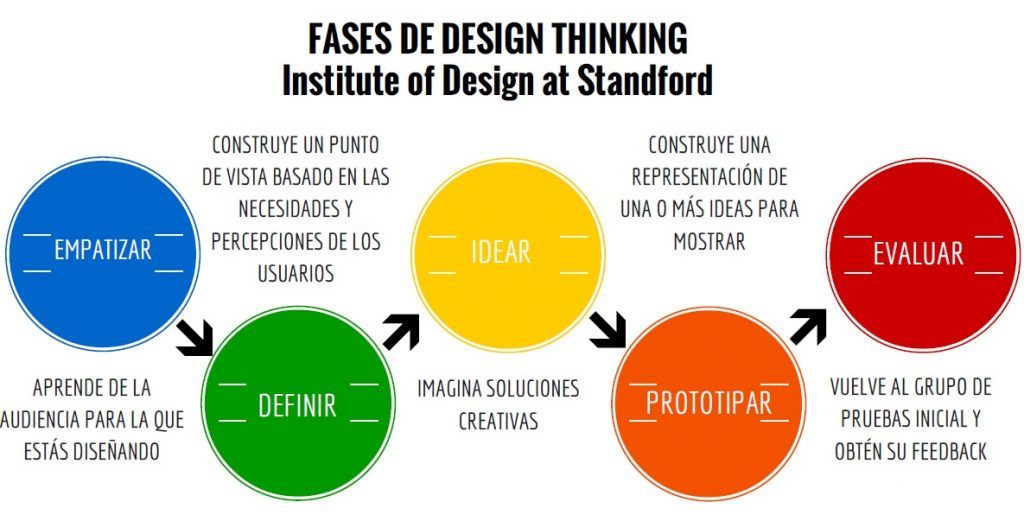 FASES DE DESIGN THINKING
Institute of Design at Standford
EMPATIZAR
APRENDE DE LA
AUDIENCIA PARA LA QUE
ESTÁS DISEÑANDO
CONSTRUYE UN PUNTO
DE VISTA BASADO EN LAS
NECESIDADES Y
PERCEPCIONES DE LOS
USUARIOS
DEFINIR
IDEAR
IMAGINA SOLUCIONES
CREATIVAS
CONSTRUYE UNA
REPRESENTACIÓN DE
UNA O MÁS IDEAS PARA
MOSTRAR
PROTOTIPAR
EVALUAR
VUELVE AL GRUPO DE
PRUEBAS INICIAL Y
OBTÉN SU FEEDBACK